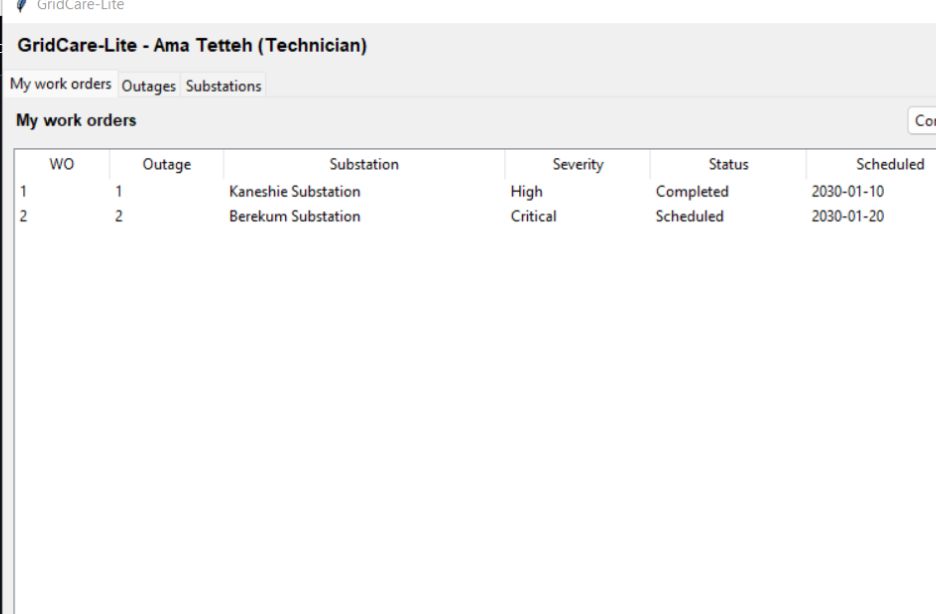 GridCare-Lite
GridCare-Lite - Ama Tetteh (Technician)
My work orders Outages Substations
My work orders
WO Outage Substation Severity Status Scheduled
1 1 Kaneshie Substation High Completed 2030-01-10
2 2 Berekum Substation Critical Scheduled 2030-01-20